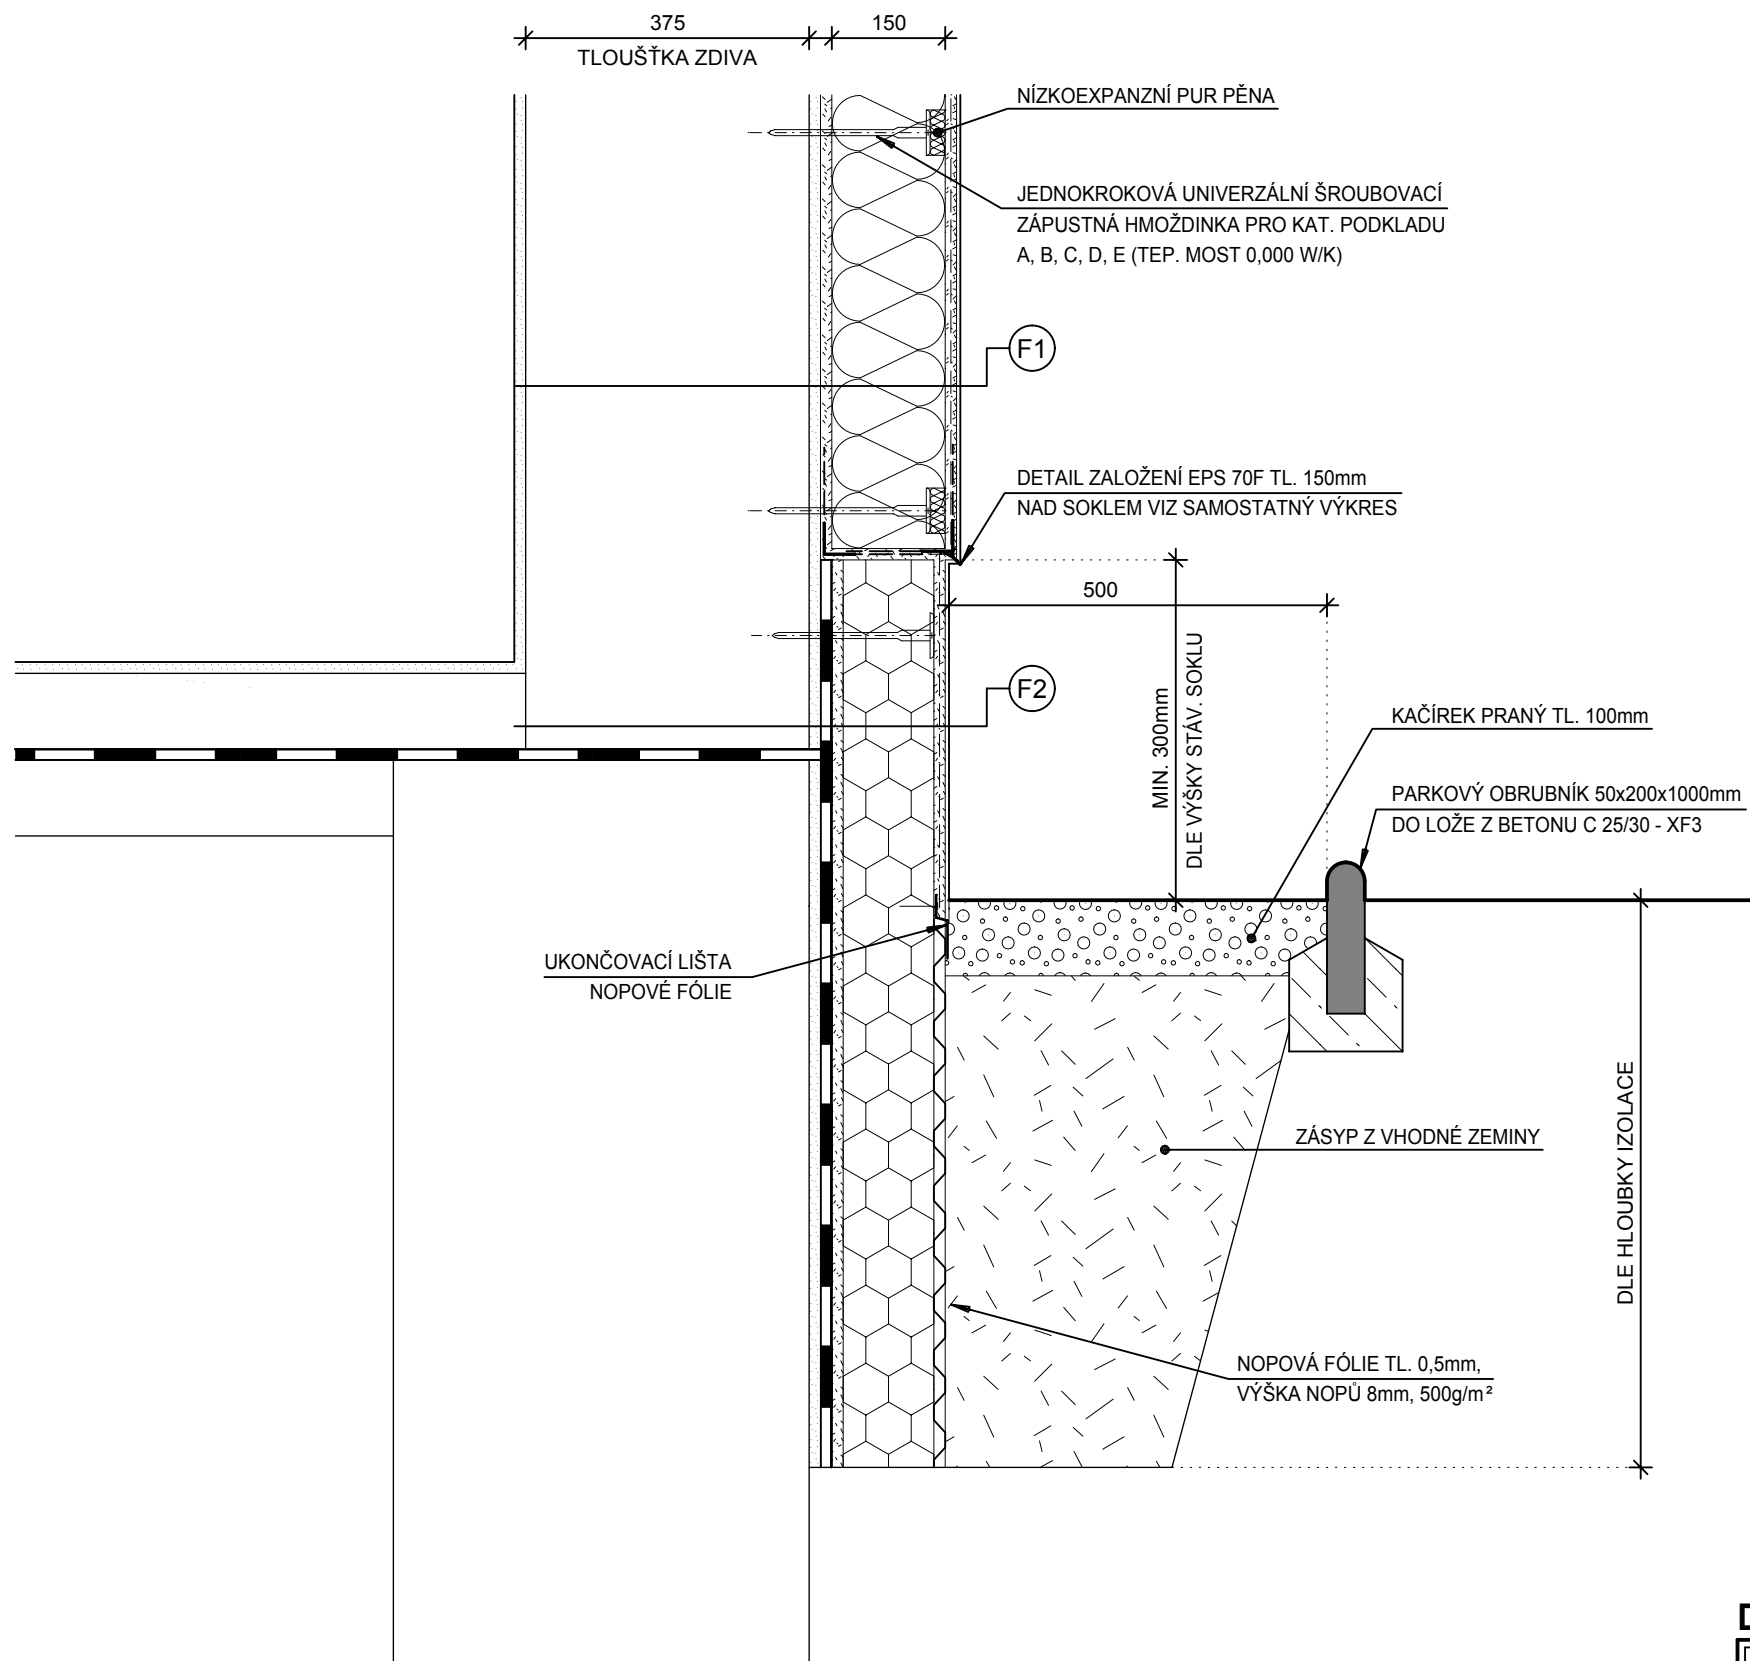 375
150
TLOUŠŤKA ZDIVA
NÍZKOEXPANZNÍ PUR PĚNA
JEDNOKROKOVÁ UNIVERZÁLNÍ ŠROUBOVACÍ
ZÁPUSTNÁ HMOŽDINKA PRO KAT. PODKLADU
A, B, C, D, E (TEP. MOST 0,000 W/K)
F1
DETAIL ZALOŽENÍ EPS 70F TL. 150mm
NAD SOKLEM VIZ SAMOSTATNÝ VÝKRES
500
MIN. 300mm
DLE VÝŠKY STÁV. SOKLU
F2
KAČÍREK PRANÝ TL. 100mm
PARKOVÝ OBRUBNÍK 50x200x1000mm
DO LOŽE Z BETONU C 25/30 - XF3
UKONČOVACÍ LIŠTA
NOPOVÉ FÓLIE
ZÁSYP Z VHODNÉ ZEMINY
DLE HLOUBKY IZOLACE
NOPOVÁ FÓLIE TL. 0,5mm,
VÝŠKA NOPŮ 8mm, 500g/m²